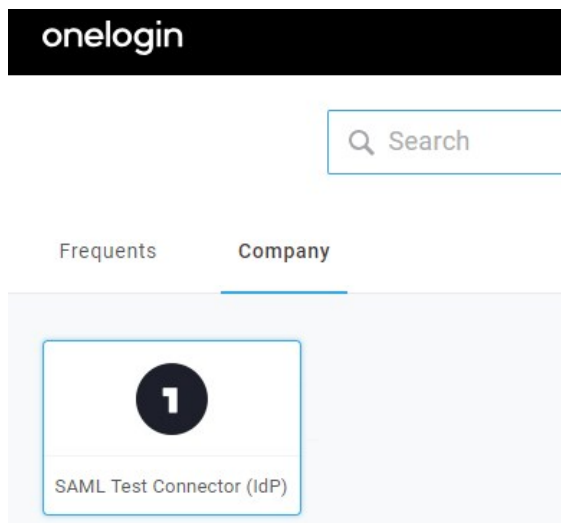 onelogin
Search
Frequents Company
1
SAML Test Connector (IdP)